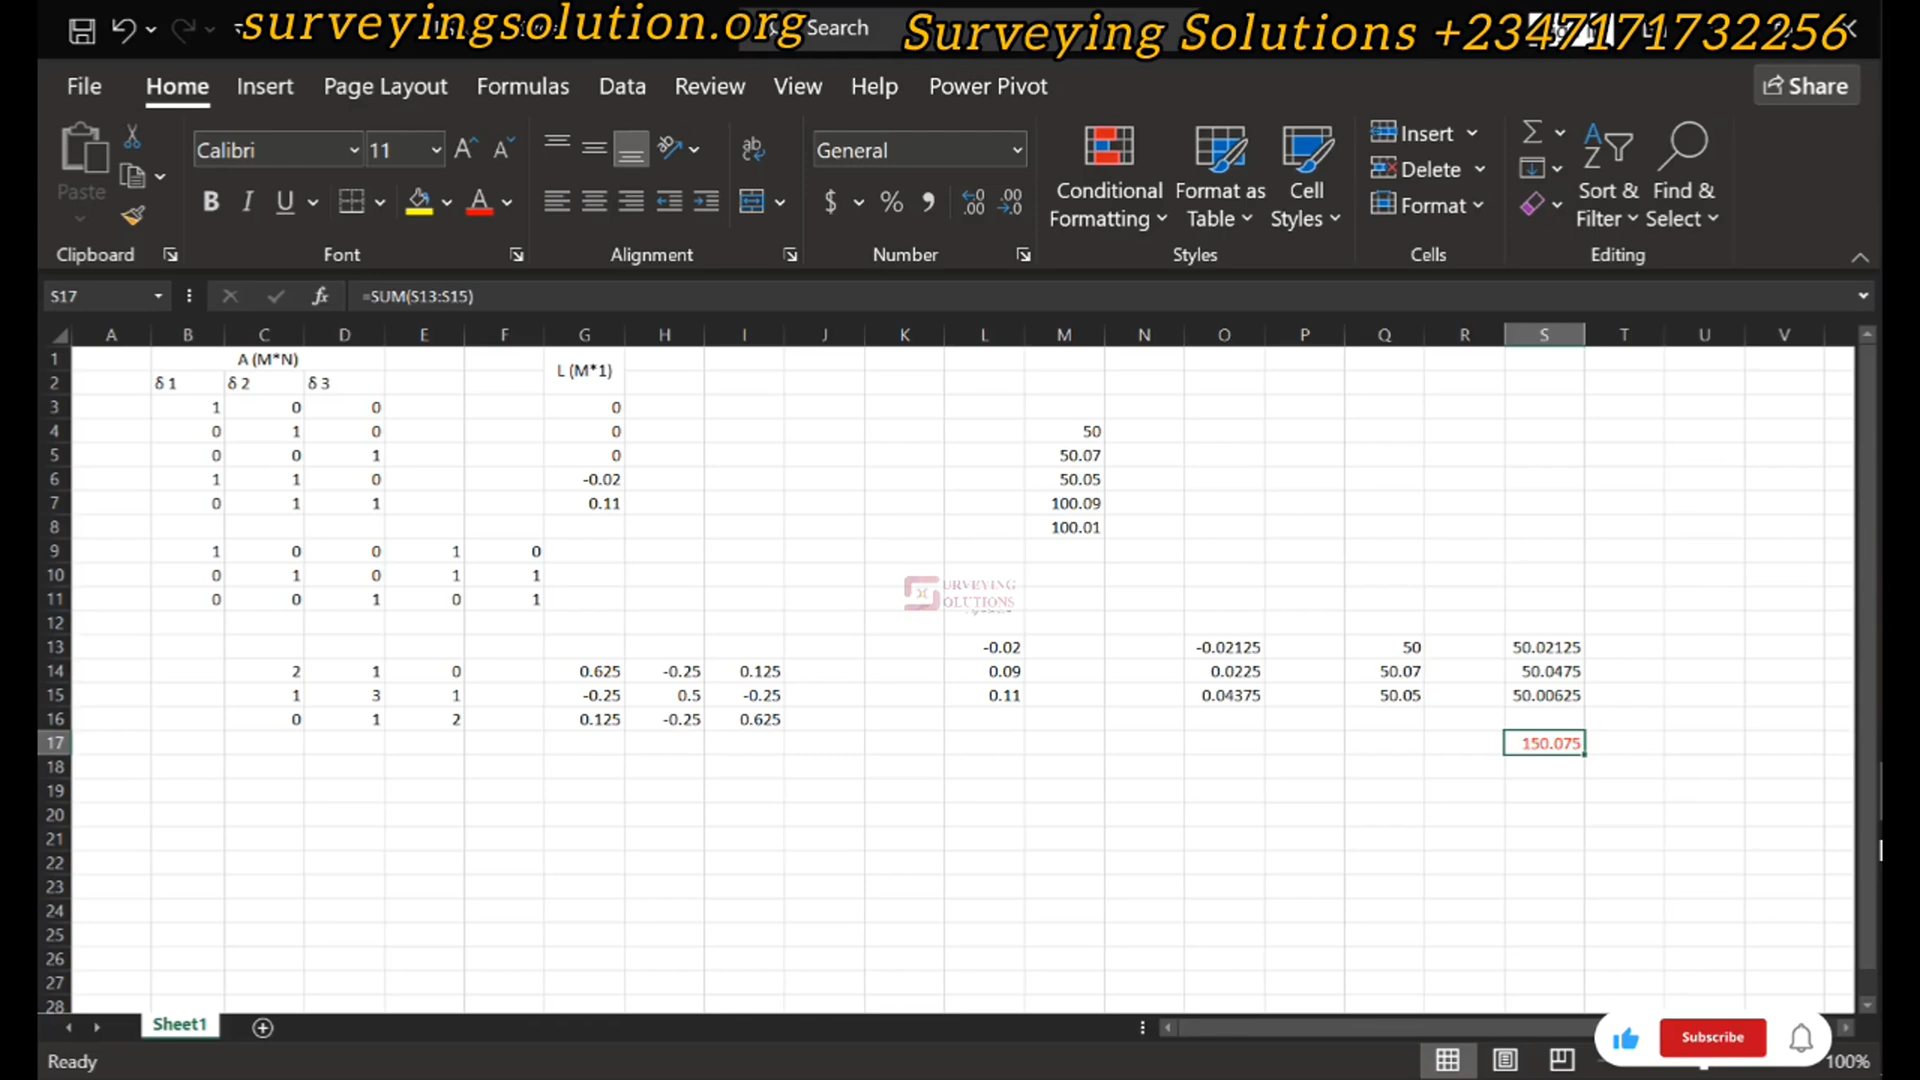 surveyingsolution.org
Search
Surveying Solutions +2347171732256
File Home Insert Page Layout Formulas Data Review View Help Power Pivot Share
Paste
Clipboard
Calibri 11
B I U
Font
ab
Alignment
General
$ % , .00
Number
Conditional Formatting
Format as Table
Cell Styles
Styles
Insert
Delete
Format
Cells
Sort & Filter
Find & Select
Editing
S17 fx =SUM(S13:S15)
A B C D E F G H I J K L M N O P Q R S T U V
1 A (M*N) L (M*1)
2 δ 1 δ 2 δ 3
3 1 0 0 0
4 0 1 0 0 50
5 0 0 1 0 50.07
6 1 1 0 -0.02 50.05
7 0 1 1 0.11 100.09
8 100.01
9 1 0 0 1 0
10 0 1 0 1 1
11 0 0 1 0 1
URVEYING
OLUTIONS
12
13 -0.02 -0.02125 50 50.02125
14 2 1 0 0.625 -0.25 0.125 0.09 0.0225 50.07 50.0475
15 1 3 1 -0.25 0.5 -0.25 0.11 0.04375 50.05 50.00625
16 0 1 2 0.125 -0.25 0.625
17 150.075
18
19
20
21
22
23
24
25
26
27
28
Sheet1
Subscribe
Ready 100%